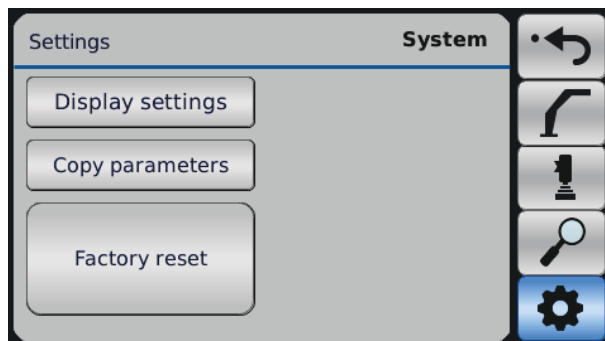 Settings
System
Display settings
Copy parameters
Factory reset